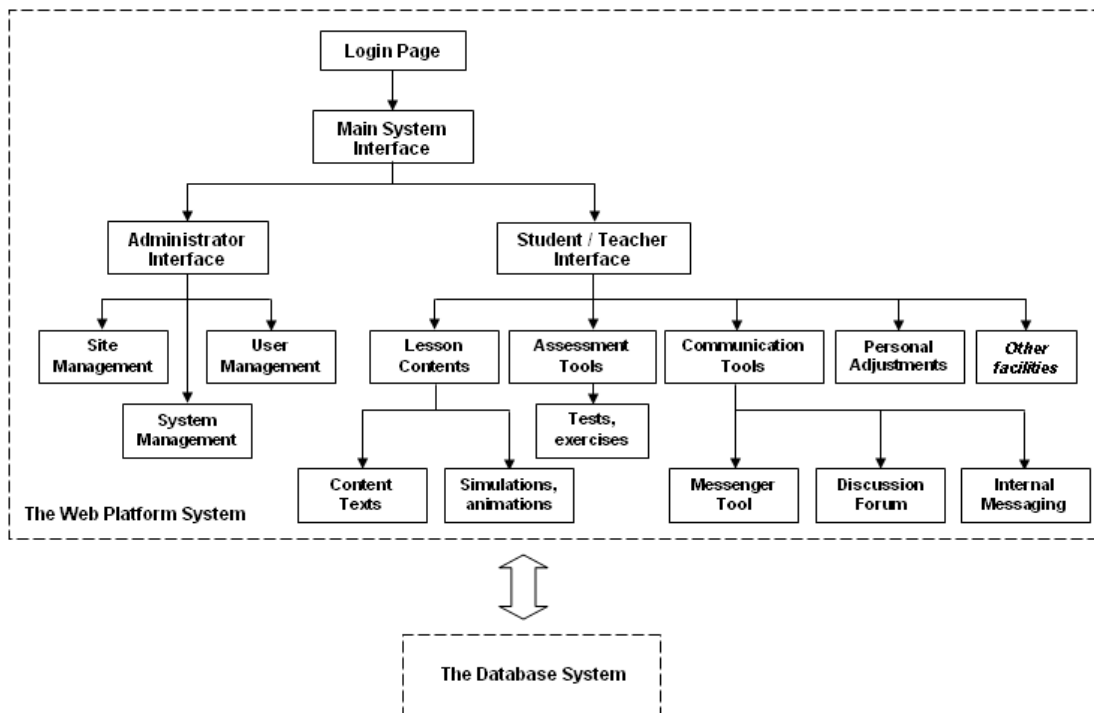 Login Page
Main System
Interface
Administrator
Interface
Student / Teacher
Interface
Site
Management
User
Management
System
Management
Lesson
Contents
Assessment
Tools
Communication
Tools
Personal
Adjustments
Other
facilities
Tests,
exercises
Content
Texts
Simulations,
animations
Messenger
Tool
Discussion
Forum
Internal
Messaging
The Web Platform System
The Database System